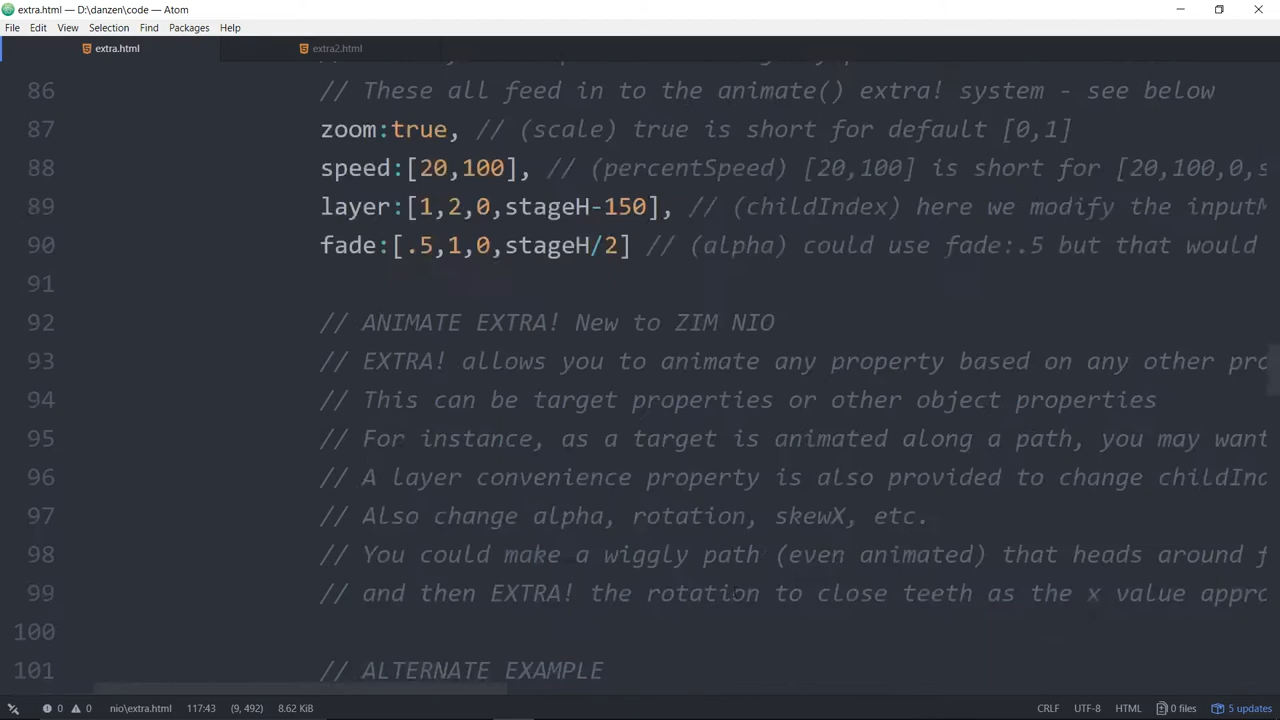 extra.html — D:\danzen\code — Atom
File Edit View Selection Find Packages Help
extra.html extra2.html
86 // These all feed in to the animate() extra! system - see below
87 zoom:true, // (scale) true is short for default [0,1]
88 speed:[20,100], // (percentSpeed) [20,100] is short for [20,100,0,s
89 layer:[1,2,0,stageH-150], // (childIndex) here we modify the inputM
90 fade:[.5,1,0,stageH/2] // (alpha) could use fade:.5 but that would
91
92 // ANIMATE EXTRA! New to ZIM NIO
93 // EXTRA! allows you to animate any property based on any other pro
94 // This can be target properties or other object properties
95 // For instance, as a target is animated along a path, you may want
96 // A layer convenience property is also provided to change childInd
97 // Also change alpha, rotation, skewX, etc.
98 // You could make a wiggly path (even animated) that heads around f
99 // and then EXTRA! the rotation to close teeth as the x value appro
100
101 // ALTERNATE EXAMPLE
0 0 nio\extra.html 117:43 (9, 492) 8.62 KiB CRLF UTF-8 HTML 0 files 5 updates